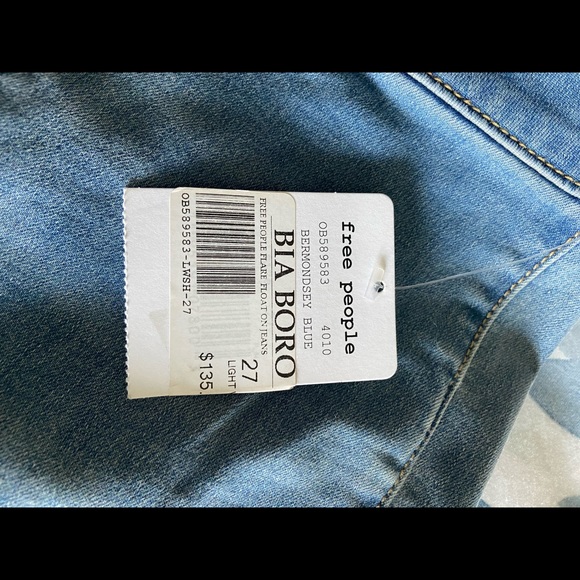 free people
OB589583 4010
BERMONDSEY BLUE
BIA BORO
FREE PEOPLE FLARE FLOAT ON JEANS
27
LIGHT
$135.
OB589583-LWSH-27